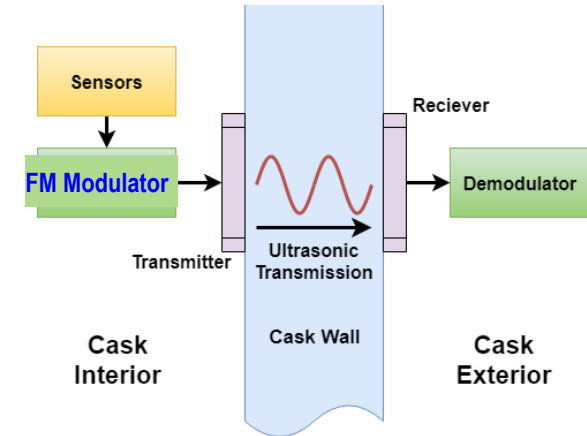 Sensors
FM Modulator
Transmitter
Reciever
Demodulator
Ultrasonic
Transmission
Cask Wall
Cask
Interior
Cask
Exterior